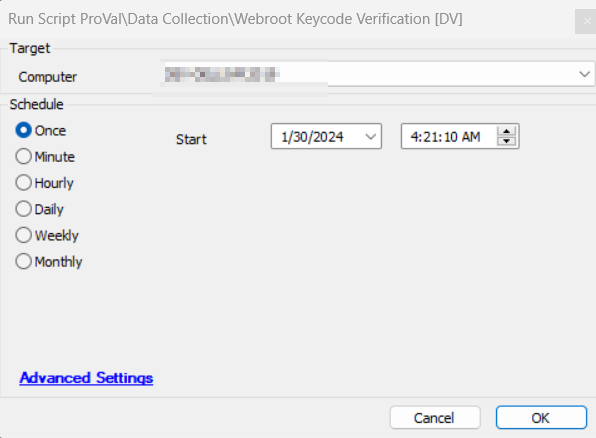 Run Script ProVal\Data Collection\Webroot Keycode Verification [DV]
Target
Computer
Schedule
Once
Start 1/30/2024 4:21:10 AM
Minute
Hourly
Daily
Weekly
Monthly
Advanced Settings
Cancel OK